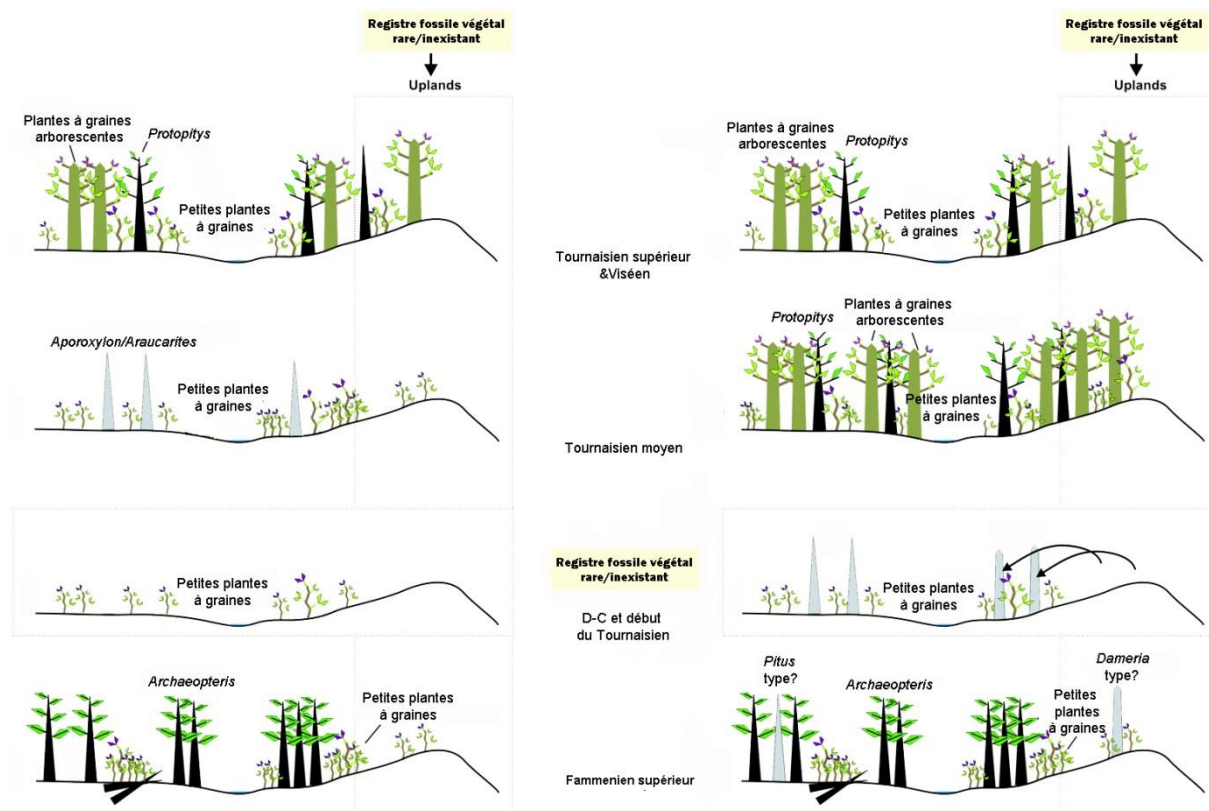 Registre fossile végétal
rare/inexistant
Uplands
Plantes à graines
arborescentes
Protopitys
Petites plantes
à graines
Registre fossile végétal
rare/inexistant
Uplands
Plantes à graines
arborescentes
Protopitys
Petites plantes
à graines
Tournaisien supérieur
&Viséen
Aporoxylon/Araucarites
Petites plantes
à graines
Protopitys
Plantes à graines
arborescentes
Petites plantes
à graines
Tournaisien moyen
Petites plantes
à graines
Registre fossile végétal
rare/inexistant
D-C et début
du Tournaisien
Petites plantes
à graines
Archaeopteris
Petites plantes
à graines
Pitus
type?
Archaeopteris
Dameria
type?
Petites
plantes
à graines
Fammenien supérieur